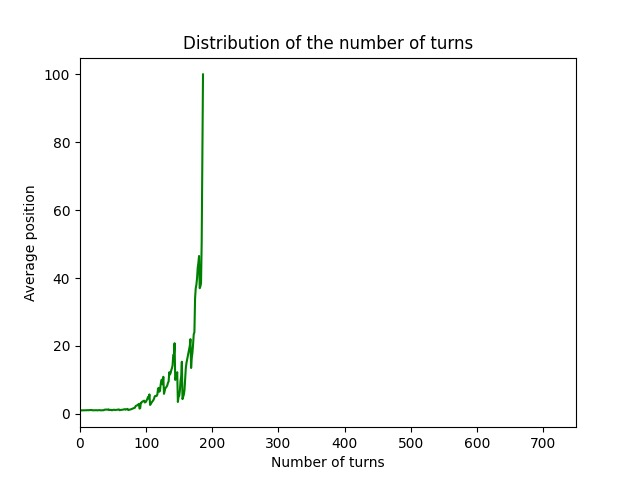 Distribution of the number of turns
100
80
60
40
20
0
Average position
0 100 200 300 400 500 600 700
Number of turns